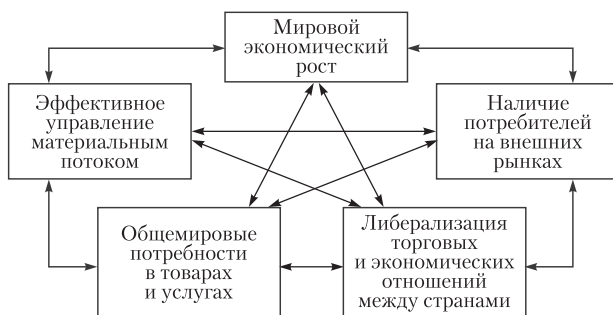 Мировой
экономический
рост
Эффективное
управление
материальным
потоком
Наличие
потребителей
на внешних
рынках
Общемировые
потребности
в товарах
и услугах
Либерализация
торговых
и экономических
отношений
между странами